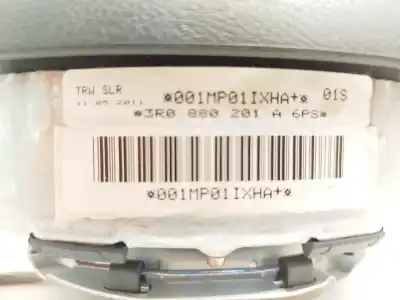 TRW SLR *001MP01IXHA+* 01S
11.05.2011
*3R0 880 201 A 6PS*
*001MP01IXHA+*